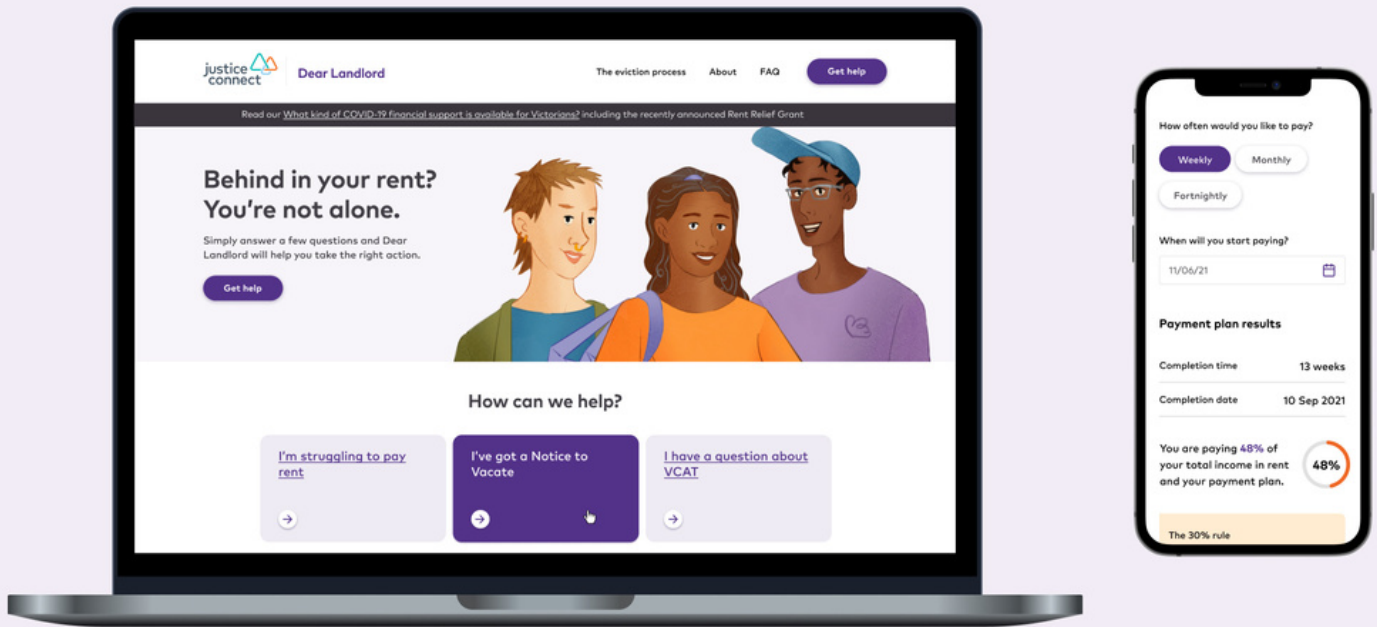 justice
connect
Dear Landlord
The eviction process
About
FAQ
Get help
Read our What kind of COVID-19 financial support is available for Victorians? including the recently announced Rent Relief Grant
Behind in your rent?
You're not alone.
Simply answer a few questions and Dear
Landlord will help you take the right action.
Get help
How can we help?
I'm struggling to pay
rent
I've got a Notice to
Vacate
I have a question about
VCAT
How often would you like to pay?
Weekly
Monthly
Fortnightly
When will you start paying?
11/06/21
Payment plan results
Completion time
13 weeks
Completion date
10 Sep 2021
You are paying 48% of
your total income in rent
and your payment plan.
48%
The 30% rule